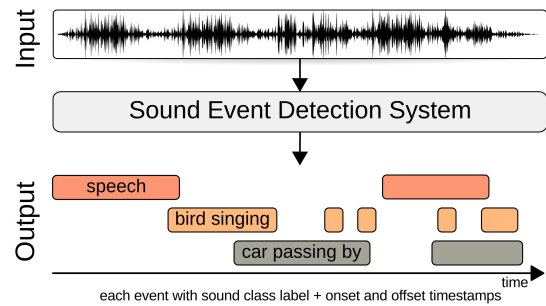 Input
Sound Event Detection System
Output
speech
bird singing
car passing by
time
each event with sound class label + onset and offset timestamps